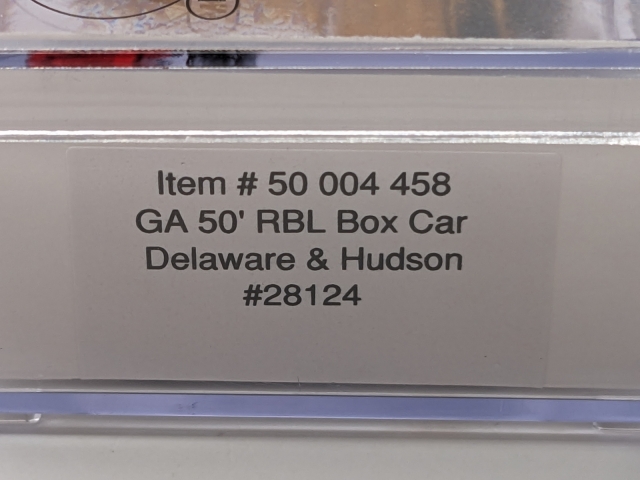 Item # 50 004 458
GA 50' RBL Box Car
Delaware & Hudson
#28124